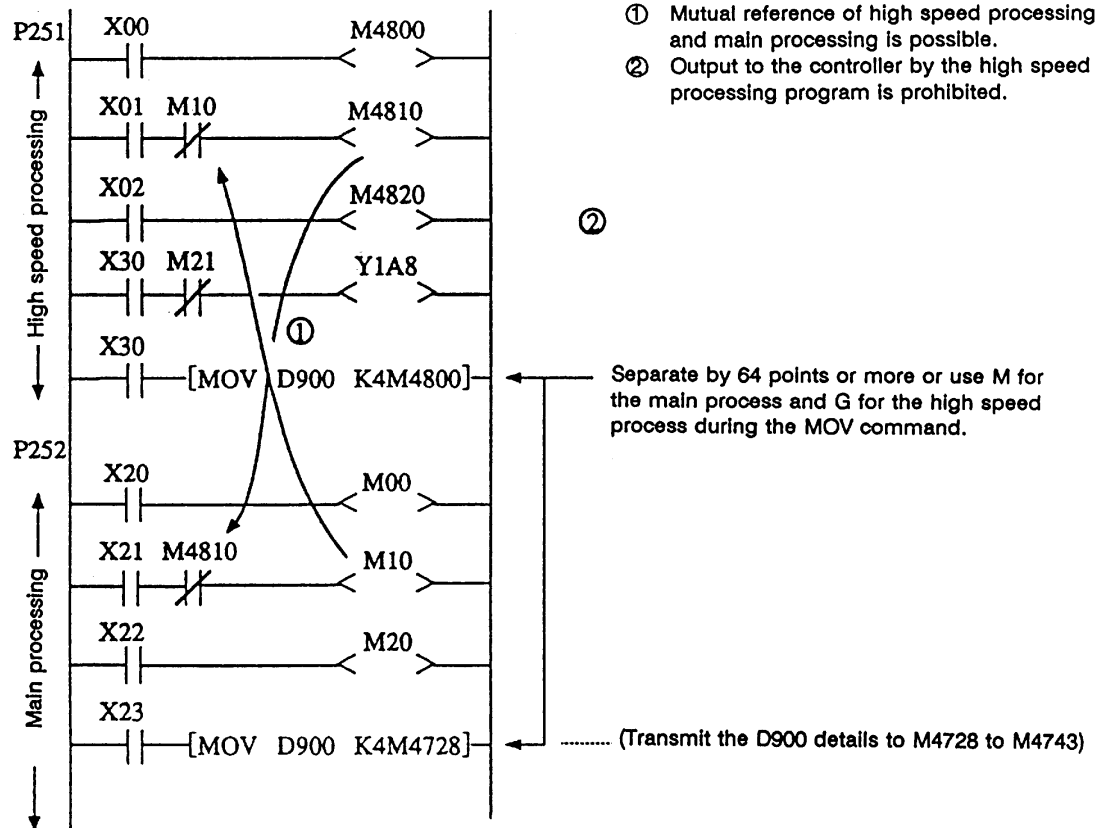 ① Mutual reference of high speed processing
and main processing is possible.
② Output to the controller by the high speed
processing program is prohibited.
P251
High speed processing
X00 M4800
X01 M10 M4810
X02 M4820
②
X30 M21 Y1A8
①
X30 [MOV D900 K4M4800]
Separate by 64 points or more or use M for
the main process and G for the high speed
process during the MOV command.
P252
Main processing
X20 M00
X21 M4810 M10
X22 M20
X23 [MOV D900 K4M4728]
(Transmit the D900 details to M4728 to M4743)